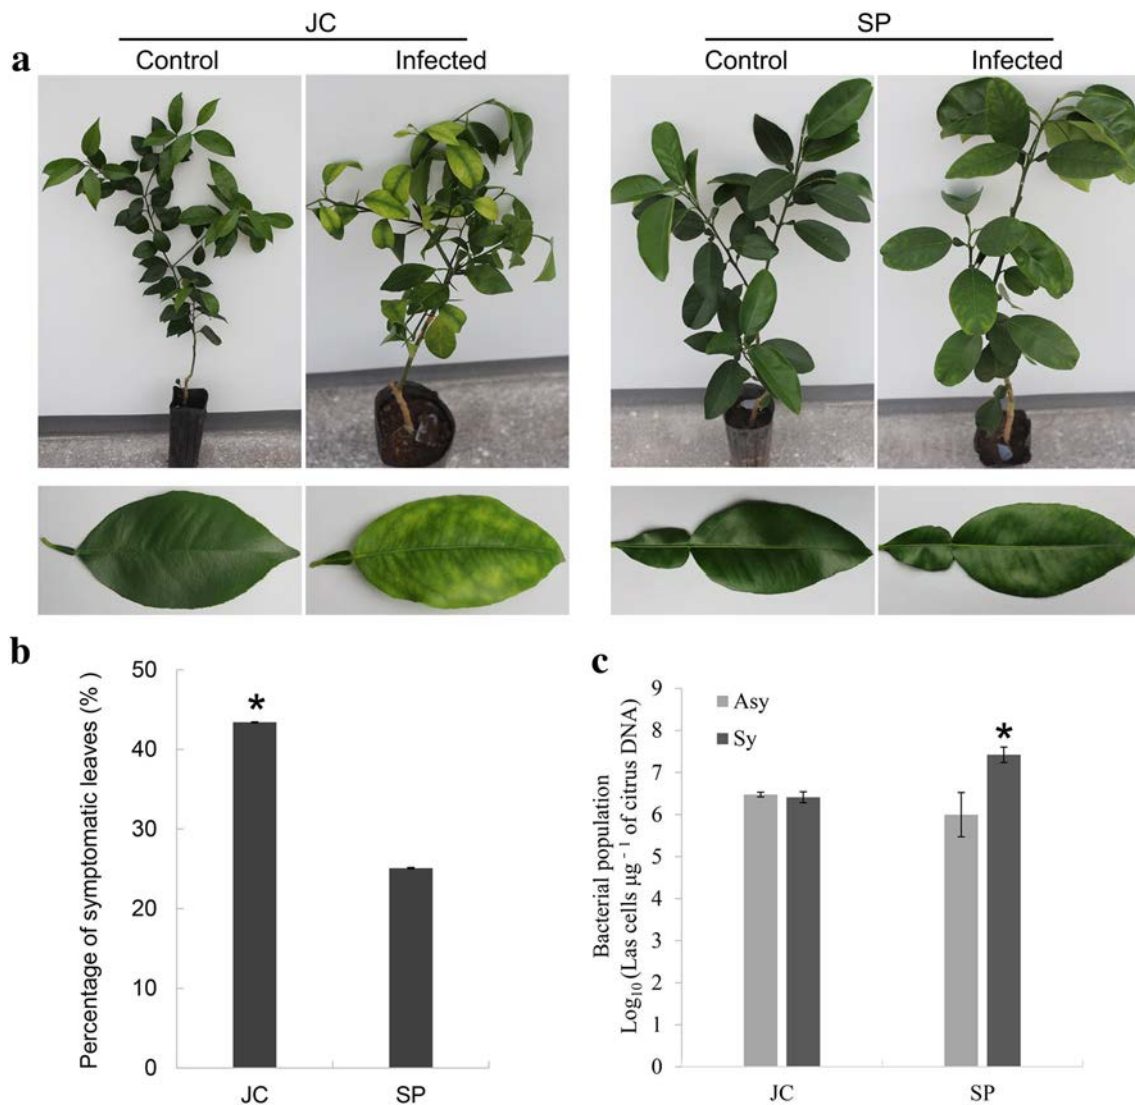 JC
SP
a
Control
Infected
Control
Infected
b
Percentage of symptomatic leaves (%)
50
40
30
20
10
0
*
JC
SP
c
Bacterial population
Log₁₀ (Las cells µg⁻¹ of citrus DNA)
9
8
7
6
5
4
3
2
1
0
Asy
Sy
*
JC
SP